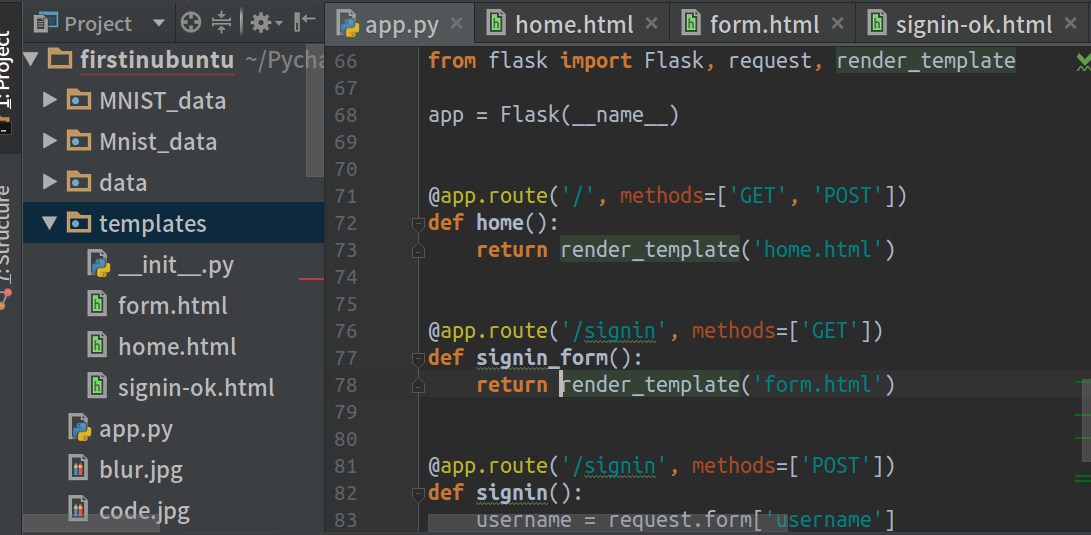 1: Project
7: Structure
Project
firstinubuntu ~/Pycha
MNIST_data
Mnist_data
data
templates
__init__.py
form.html
home.html
signin-ok.html
app.py
blur.jpg
code.jpg
app.py home.html form.html signin-ok.html
66 from flask import Flask, request, render_template
67
68 app = Flask(__name__)
69
70
71 @app.route('/', methods=['GET', 'POST'])
72 def home():
73 return render_template('home.html')
74
75
76 @app.route('/signin', methods=['GET'])
77 def signin_form():
78 return render_template('form.html')
79
80
81 @app.route('/signin', methods=['POST'])
82 def signin():
83 username = request.form['username']